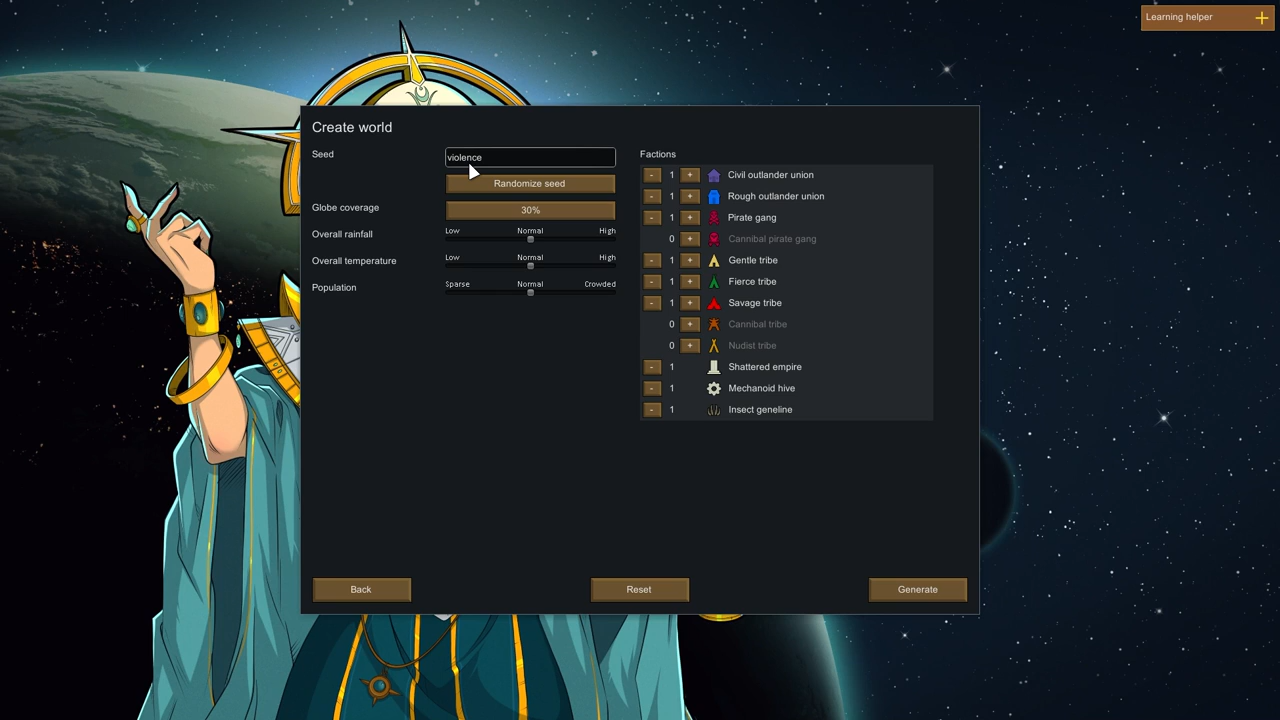 Learning helper
Create world
Seed
violence
Randomize seed
Globe coverage
30%
Overall rainfall
Low Normal High
Overall temperature
Low Normal High
Population
Sparse Normal Crowded
Factions
- 1 + Civil outlander union
- 1 + Rough outlander union
- 1 + Pirate gang
0 + Cannibal pirate gang
- 1 + Gentle tribe
- 1 + Fierce tribe
- 1 + Savage tribe
0 + Cannibal tribe
0 + Nudist tribe
- 1 Shattered empire
- 1 Mechanoid hive
- 1 Insect geneline
Back
Reset
Generate